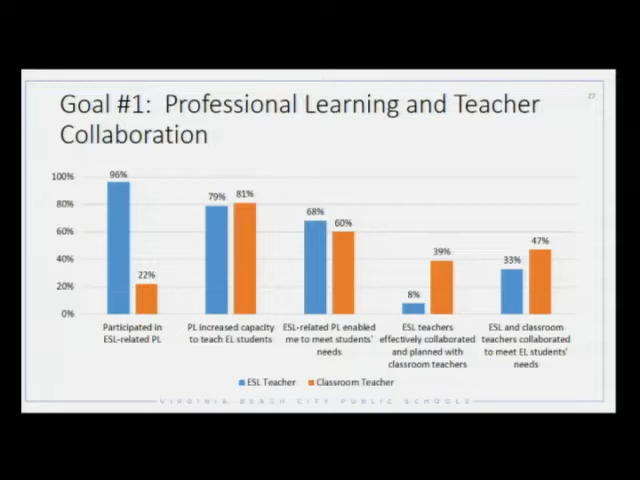 27
Goal #1: Professional Learning and Teacher
Collaboration
100%
80%
60%
40%
20%
0%
96%
22%
79%
81%
68%
60%
8%
39%
33%
47%
Participated in
ESL-related PL
PL increased capacity
to teach EL students
ESL-related PL enabled
me to meet students'
needs
ESL teachers
effectively collaborated
and planned with
classroom teachers
ESL and classroom
teachers collaborated
to meet EL students'
needs
ESL Teacher
Classroom Teacher
VIRGINIA BEACH CITY PUBLIC SCHOOLS